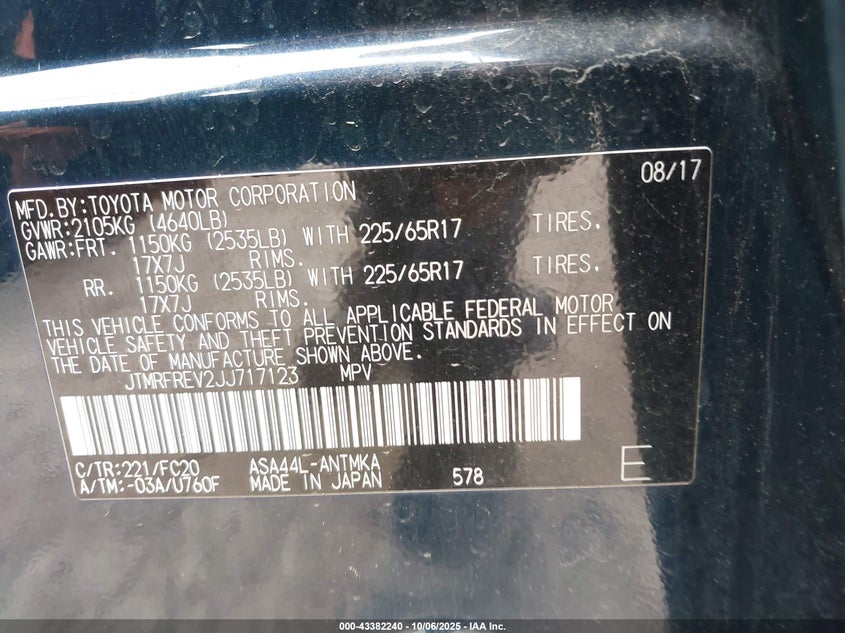 08/17
MFD.BY:TOYOTA MOTOR CORPORATION
GVWR:2105KG (4640LB)
GAWR:FRT. 1150KG (2535LB) WITH 225/65R17 TIRES.
17X7J RIMS.
RR. 1150KG (2535LB) WITH 225/65R17 TIRES.
17X7J RIMS.
THIS VEHICLE CONFORMS TO ALL APPLICABLE FEDERAL MOTOR
VEHICLE SAFETY AND THEFT PREVENTION STANDARDS IN EFFECT ON
THE DATE OF MANUFACTURE SHOWN ABOVE.
JTMRFREV2JJ717123 MPV
C/TR:221/FC20 ASA44L-ANTMKA
A/TM:-03A/U760F MADE IN JAPAN 578 E
000-43382240 - 10/06/2025 - IAA Inc.